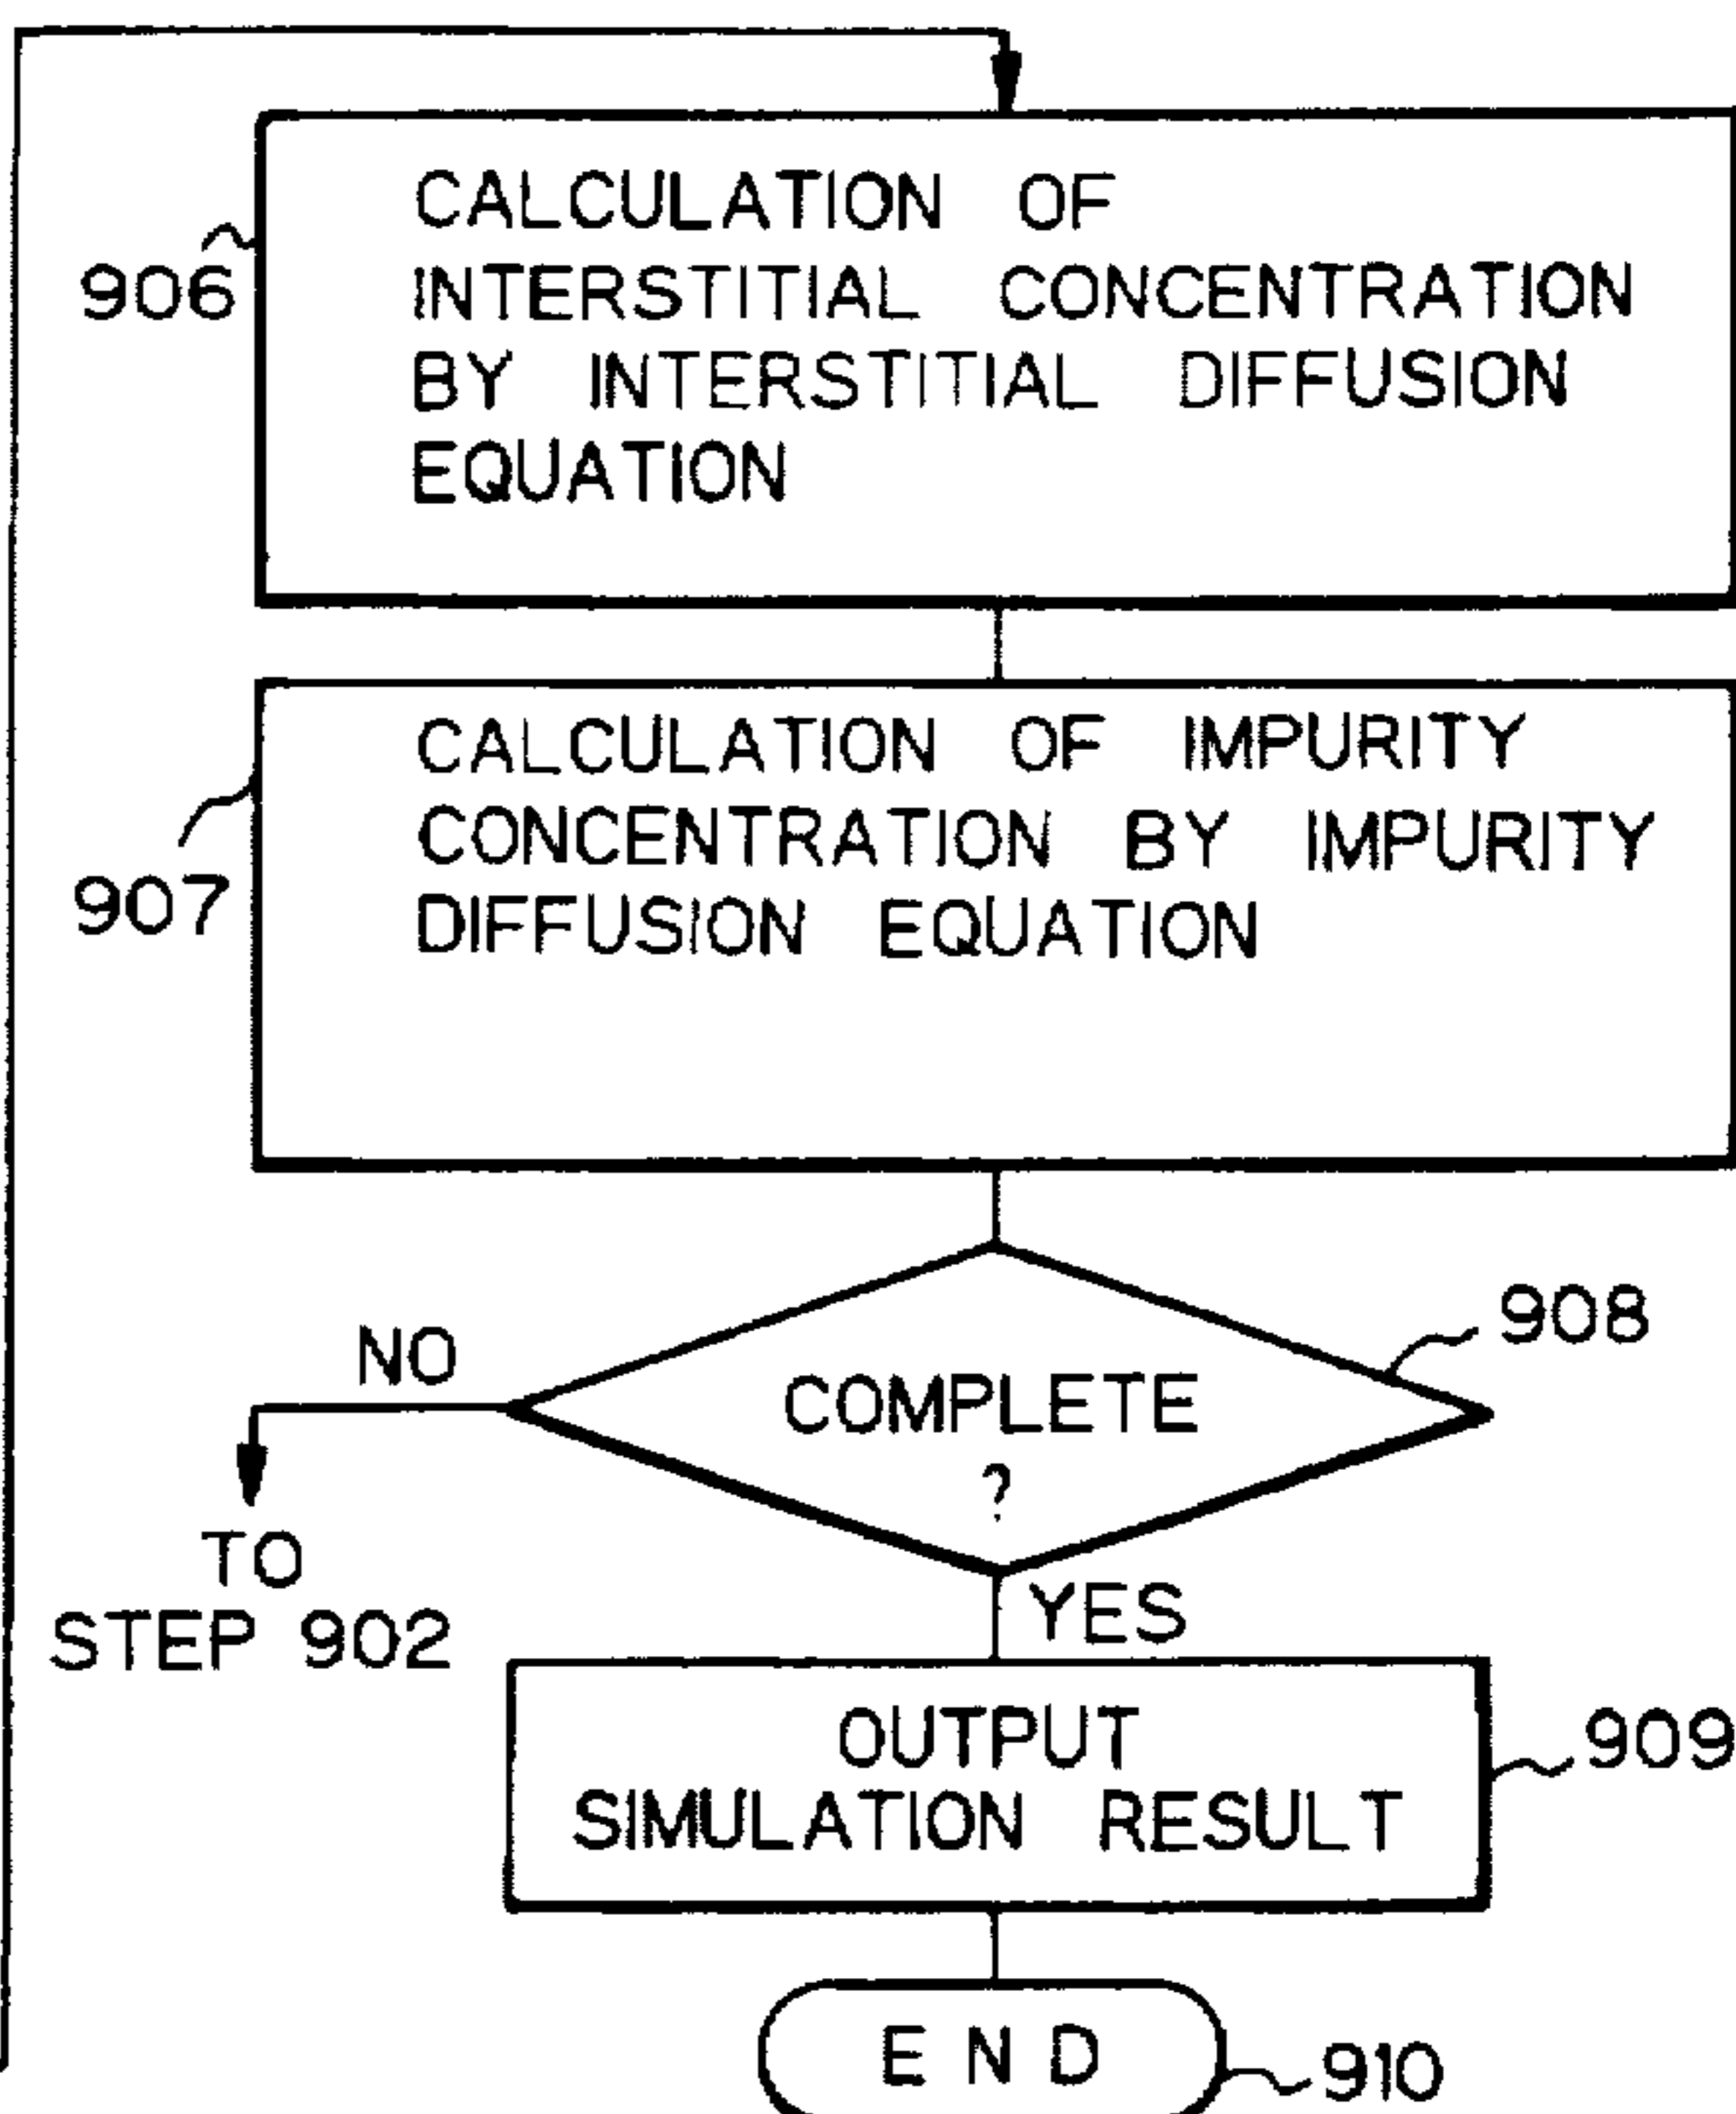 CALCULATION OF
INTERSTITIAL CONCENTRATION
BY INTERSTITIAL DIFFUSION
EQUATION
906
CALCULATION OF IMPURITY
CONCENTRATION BY IMPURITY
DIFFUSION EQUATION
907
908
NO
COMPLETE
?
TO
STEP 902
YES
OUTPUT
SIMULATION RESULT
909
END
910